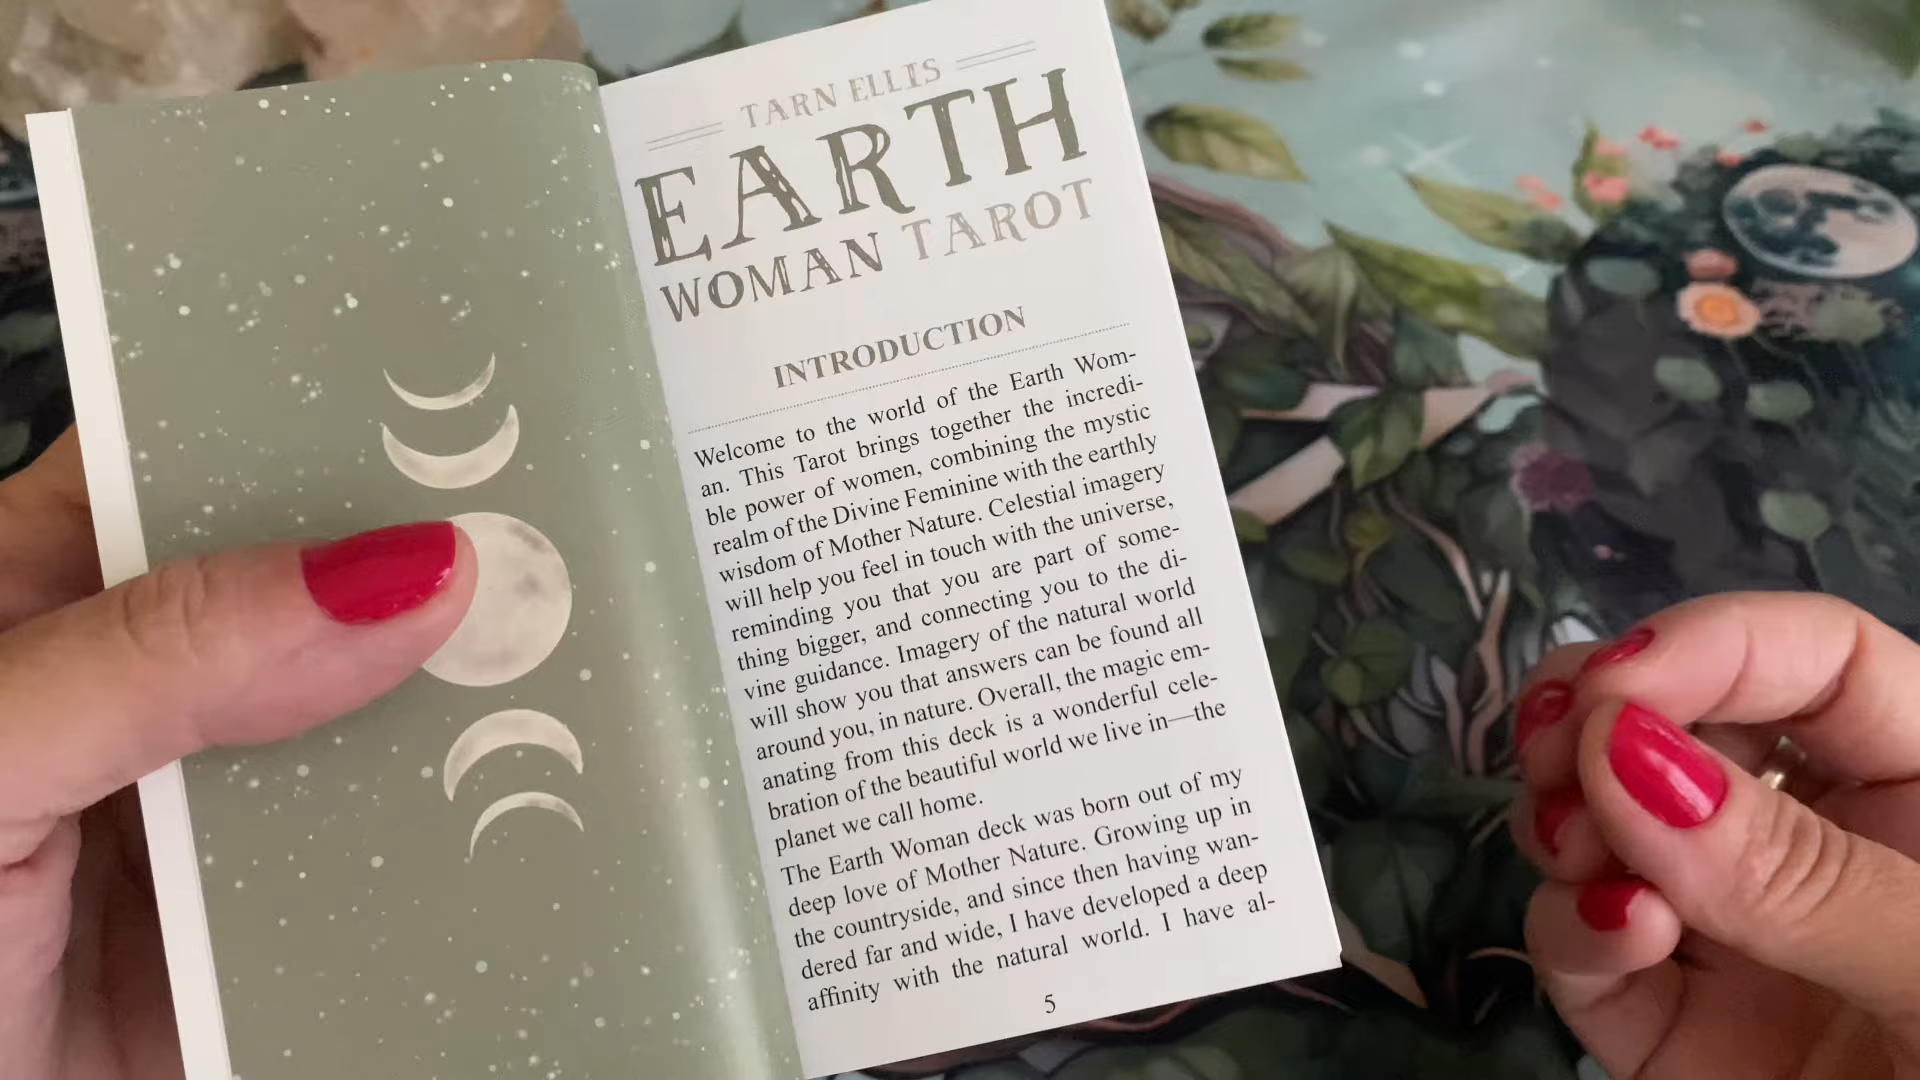 TARN ELLIS
EARTH
WOMAN TAROT
INTRODUCTION
Welcome to the world of the Earth Wom-
an. This Tarot brings together the incredi-
ble power of women, combining the mystic
realm of the Divine Feminine with the earthly
wisdom of Mother Nature. Celestial imagery
will help you feel in touch with the universe,
reminding you that you are part of some-
thing bigger, and connecting you to the di-
vine guidance. Imagery of the natural world
will show you that answers can be found all
around you, in nature. Overall, the magic em-
anating from this deck is a wonderful cele-
bration of the beautiful world we live in—the
planet we call home.
The Earth Woman deck was born out of my
deep love of Mother Nature. Growing up in
the countryside, and since then having wan-
dered far and wide, I have developed a deep
affinity with the natural world. I have al-
5